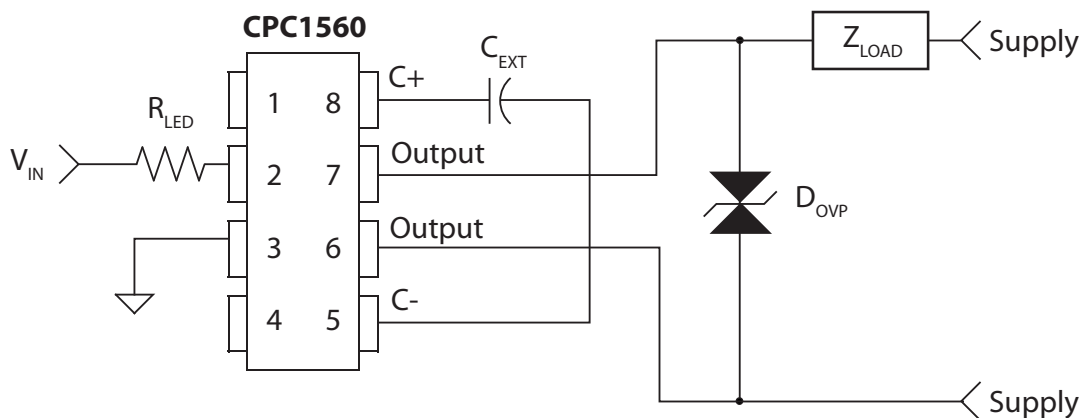 CPC1560
C_EXT
Z_LOAD
Supply
C+
R_LED
1 8
V_IN
Output
2 7
D_OVP
Output
3 6
C-
4 5
Supply